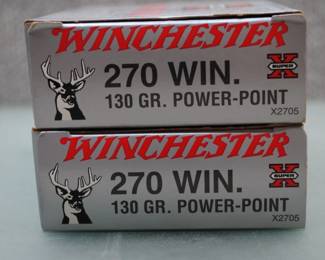 WINCHESTER
270 WIN.
SUPER X
130 GR. POWER-POINT
X2705
WINCHESTER
270 WIN.
SUPER X
130 GR. POWER-POINT
X2705